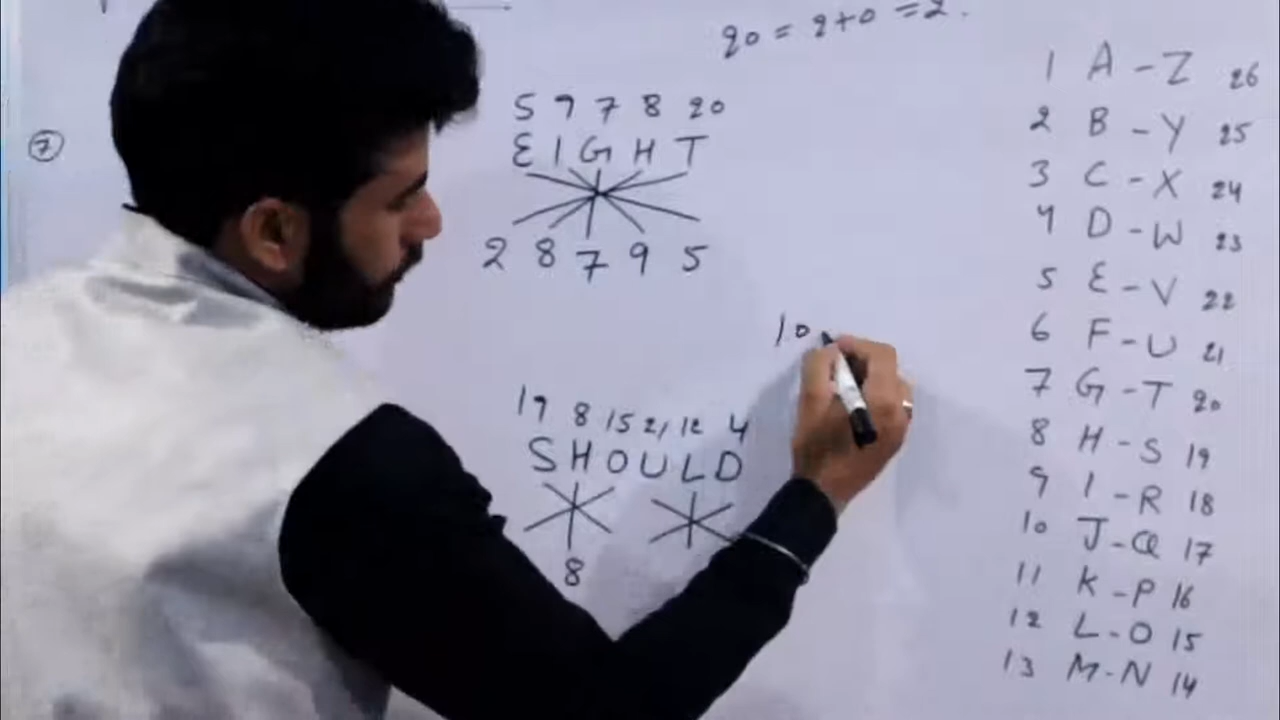 20 = 2+0 = 2.
7
5 9 7 8 20
E I G H T
2 8 7 9 5
10
19 8 15 21 12 4
S H O U L D
8
1 A - Z 26
2 B - Y 25
3 C - X 24
4 D - W 23
5 E - V 22
6 F - U 21
7 G - T 20
8 H - S 19
9 I - R 18
10 J - Q 17
11 K - P 16
12 L - O 15
13 M - N 14